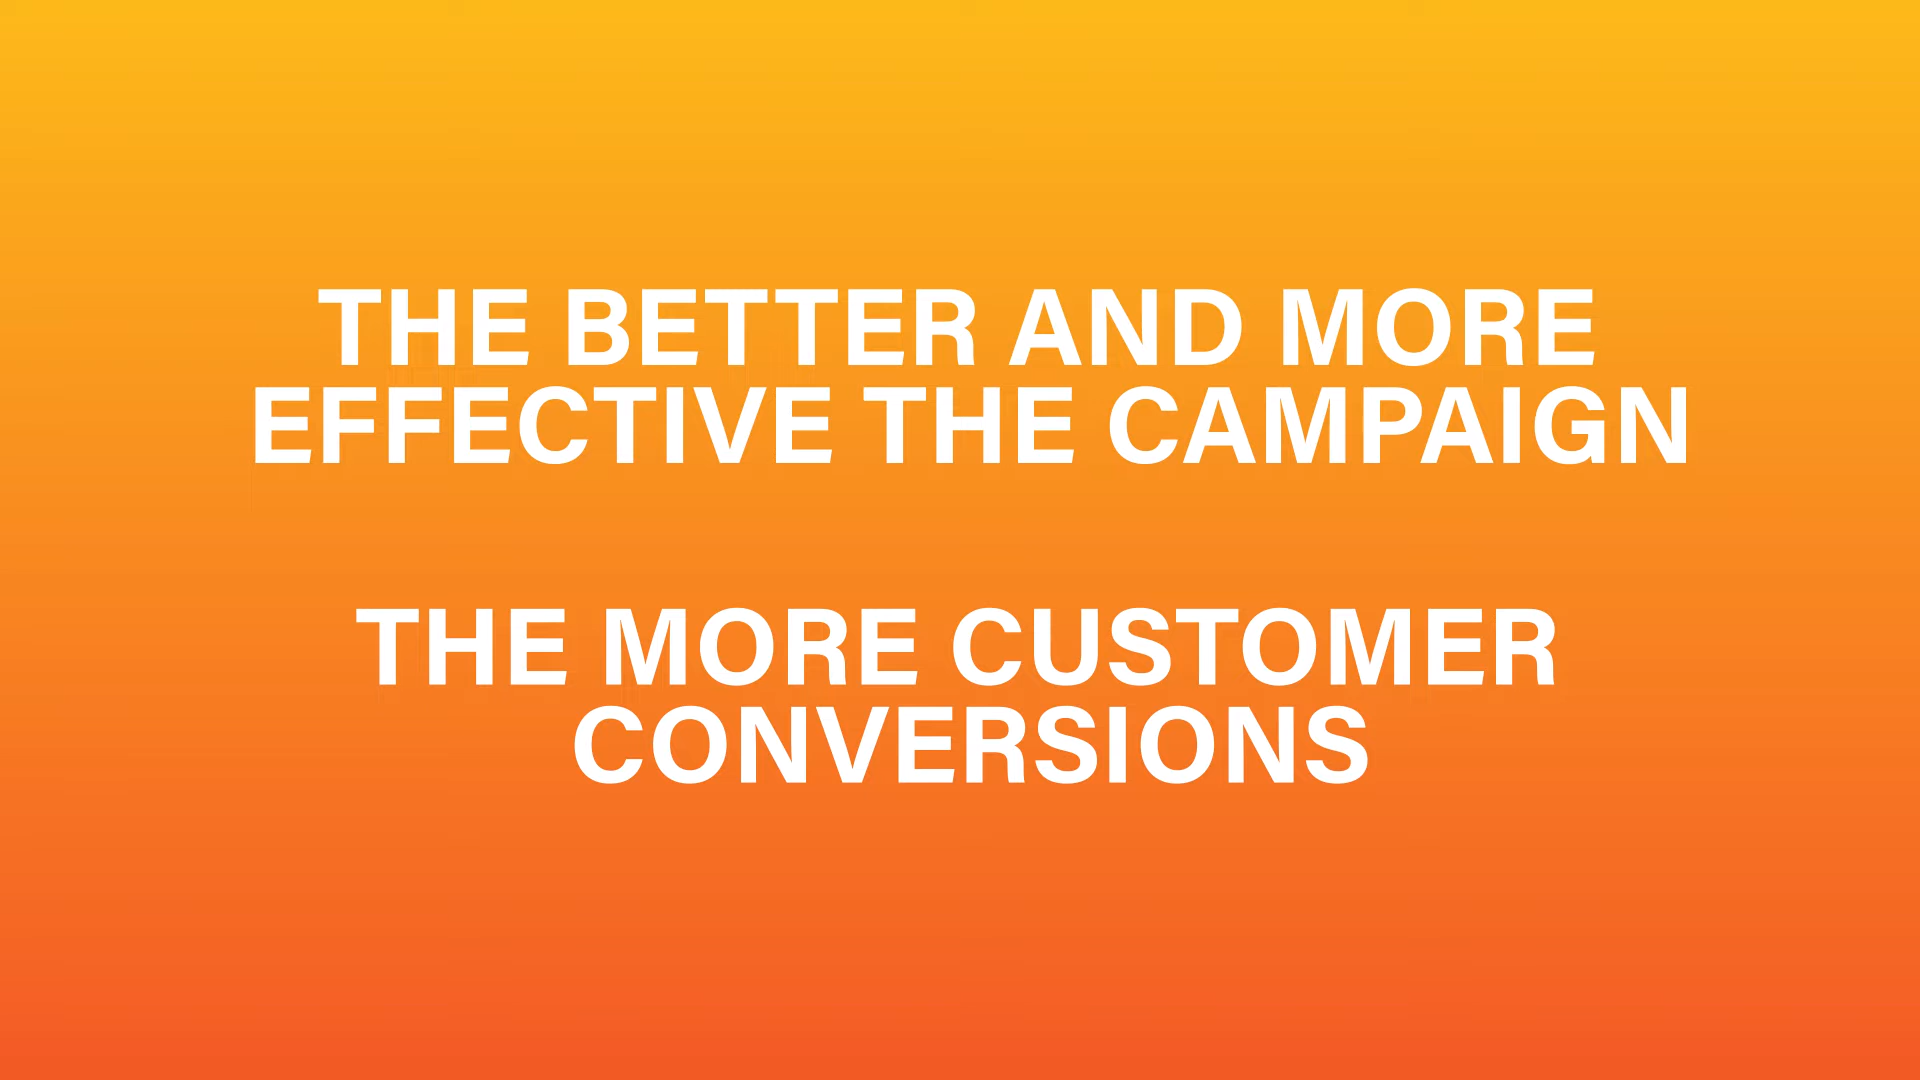 THE BETTER AND MORE
EFFECTIVE THE CAMPAIGN
THE MORE CUSTOMER
CONVERSIONS